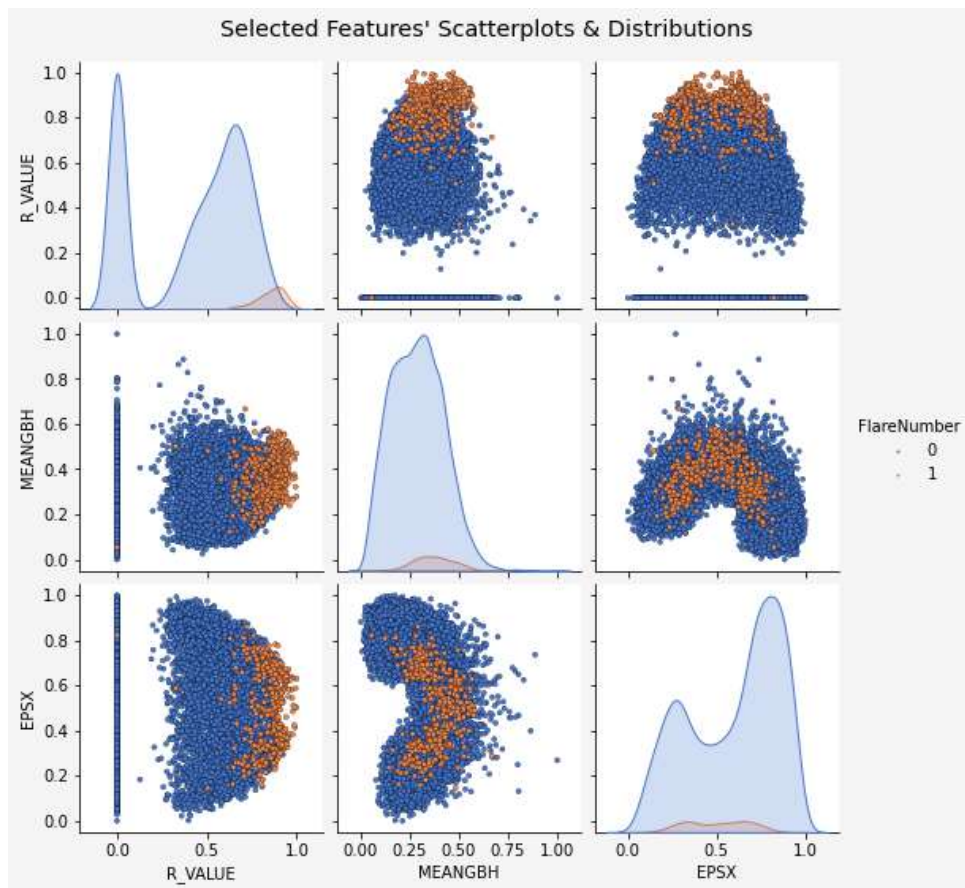 Selected Features' Scatterplots & Distributions
1.0
0.8
0.6
0.4
0.2
0.0
R_VALUE
1.0
0.8
0.6
0.4
0.2
0.0
MEANGBH
FlareNumber
0
1
1.0
0.8
0.6
0.4
0.2
0.0
EPSX
0.0 0.5 1.0 0.00 0.25 0.50 0.75 1.00 0.0 0.5 1.0
R_VALUE MEANGBH EPSX